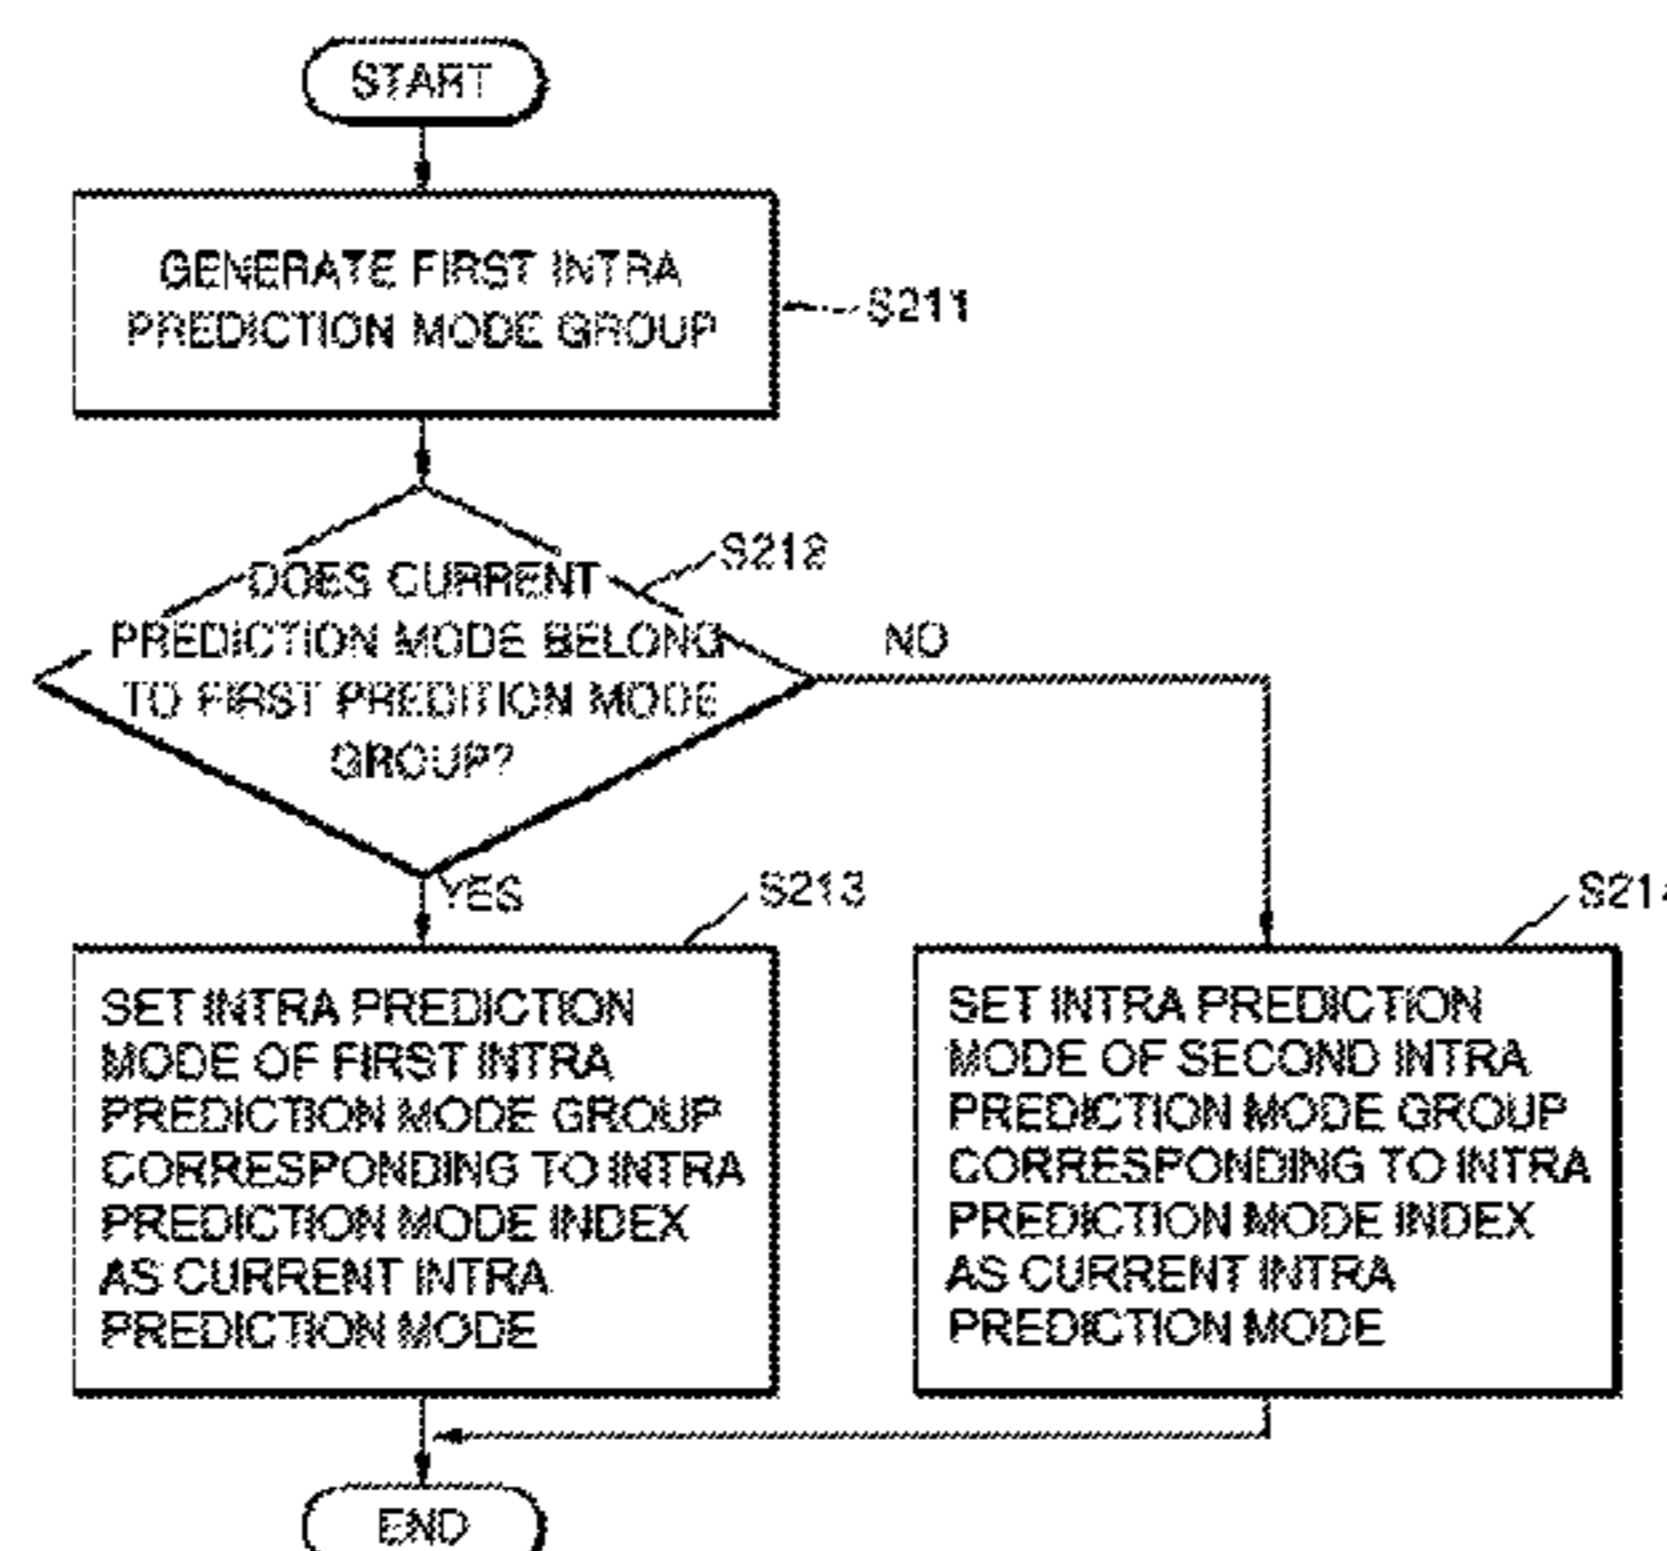 START
GENERATE FIRST INTRA
PREDICTION MODE GROUP
S211
S212
DOES CURRENT
PREDICTION MODE BELONG
TO FIRST PREDITION MODE
GROUP?
NO
YES
S213
SET INTRA PREDICTION
MODE OF FIRST INTRA
PREDICTION MODE GROUP
CORRESPONDING TO INTRA
PREDICTION MODE INDEX
AS CURRENT INTRA
PREDICTION MODE
SET INTRA PREDICTION
MODE OF SECOND INTRA
PREDICTION MODE GROUP
CORRESPONDING TO INTRA
PREDICTION MODE INDEX
AS CURRENT INTRA
PREDICTION MODE
END